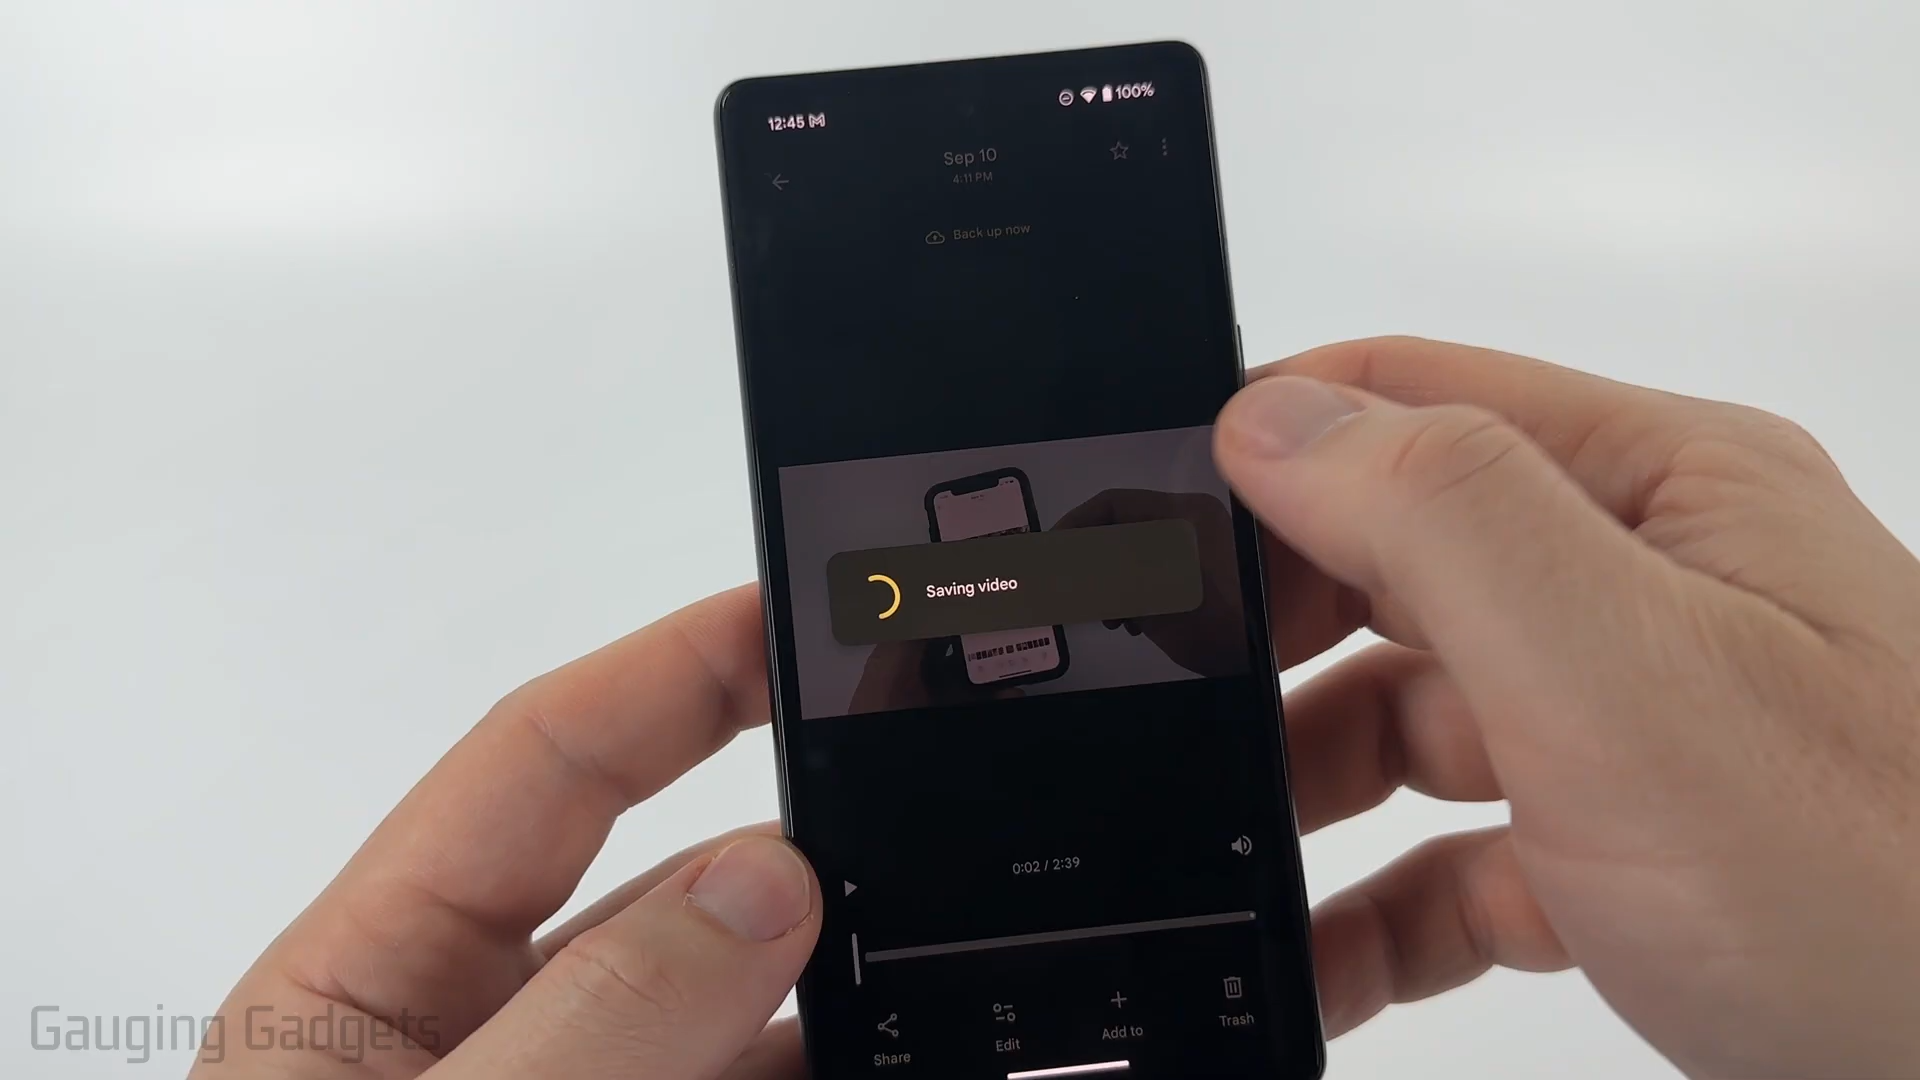 12:45
100%
Sep 10
4:11 PM
Back up now
Saving video
0:02 / 2:39
Share
Edit
Add to
Trash
Gauging Gadgets